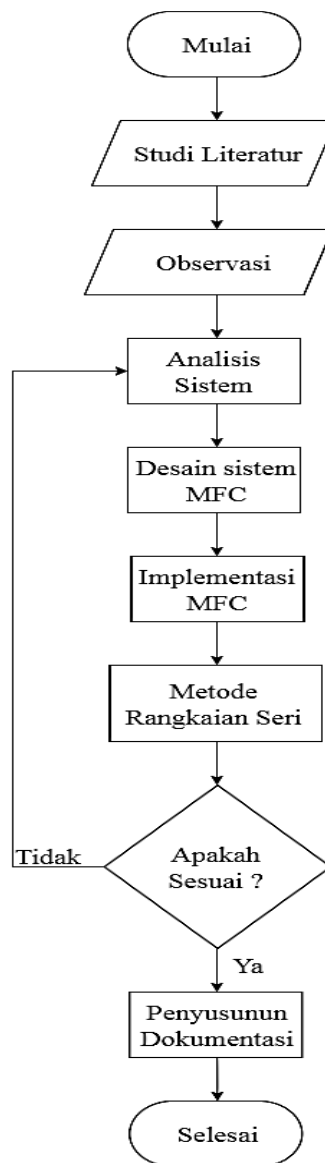 Mulai
Studi Literatur
Observasi
Analisis
Sistem
Desain sistem
MFC
Implementasi
MFC
Metode
Rangkaian Seri
Apakah
Sesuai ?
Tidak
Ya
Penyusunun
Dokumentasi
Selesai